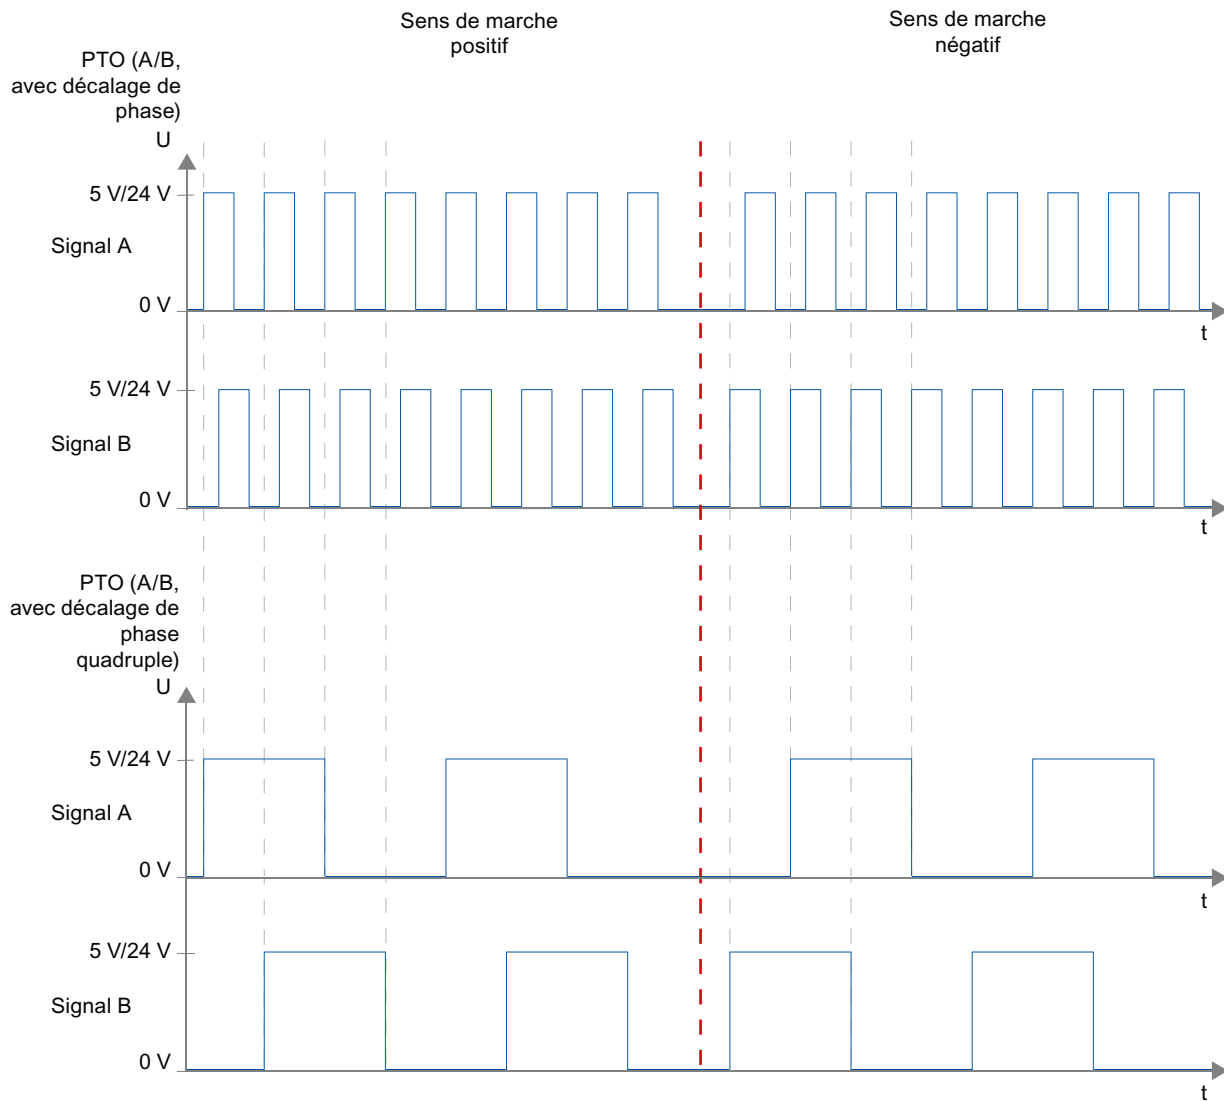 Sens de marche
positif
Sens de marche
négatif
PTO (A/B,
avec décalage de
phase)
U
5 V/24 V
Signal A
0 V
t
5 V/24 V
Signal B
0 V
t
PTO (A/B,
avec décalage de
phase
quadruple)
U
5 V/24 V
Signal A
0 V
t
5 V/24 V
Signal B
0 V
t